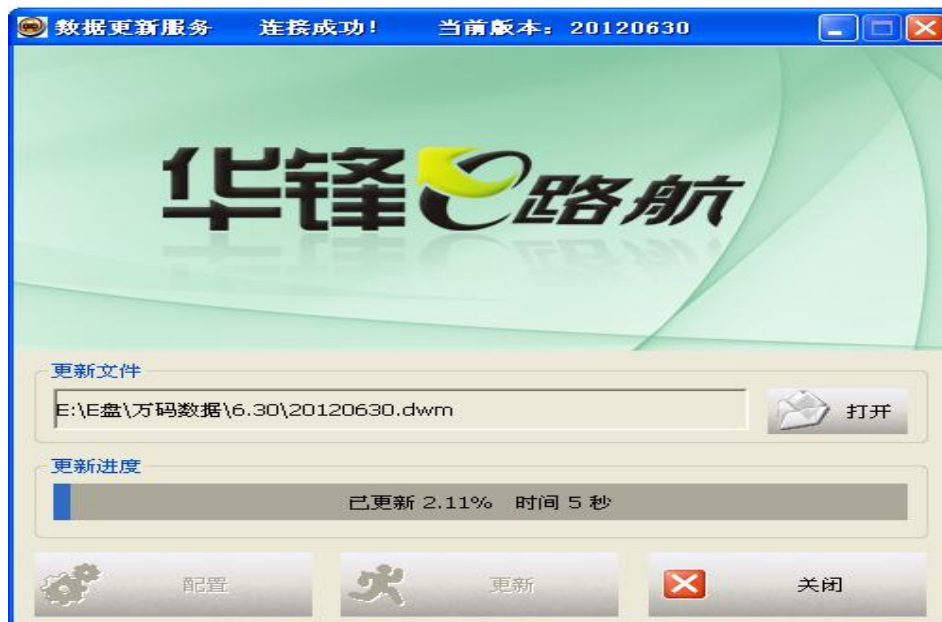 数据更新服务 连接成功! 当前版本: 20120630
华锋e路航
更新文件
E:\E盘\万码数据\6.30\20120630.dwm
打开
更新进度
已更新 2.11% 时间 5 秒
配置 更新 关闭